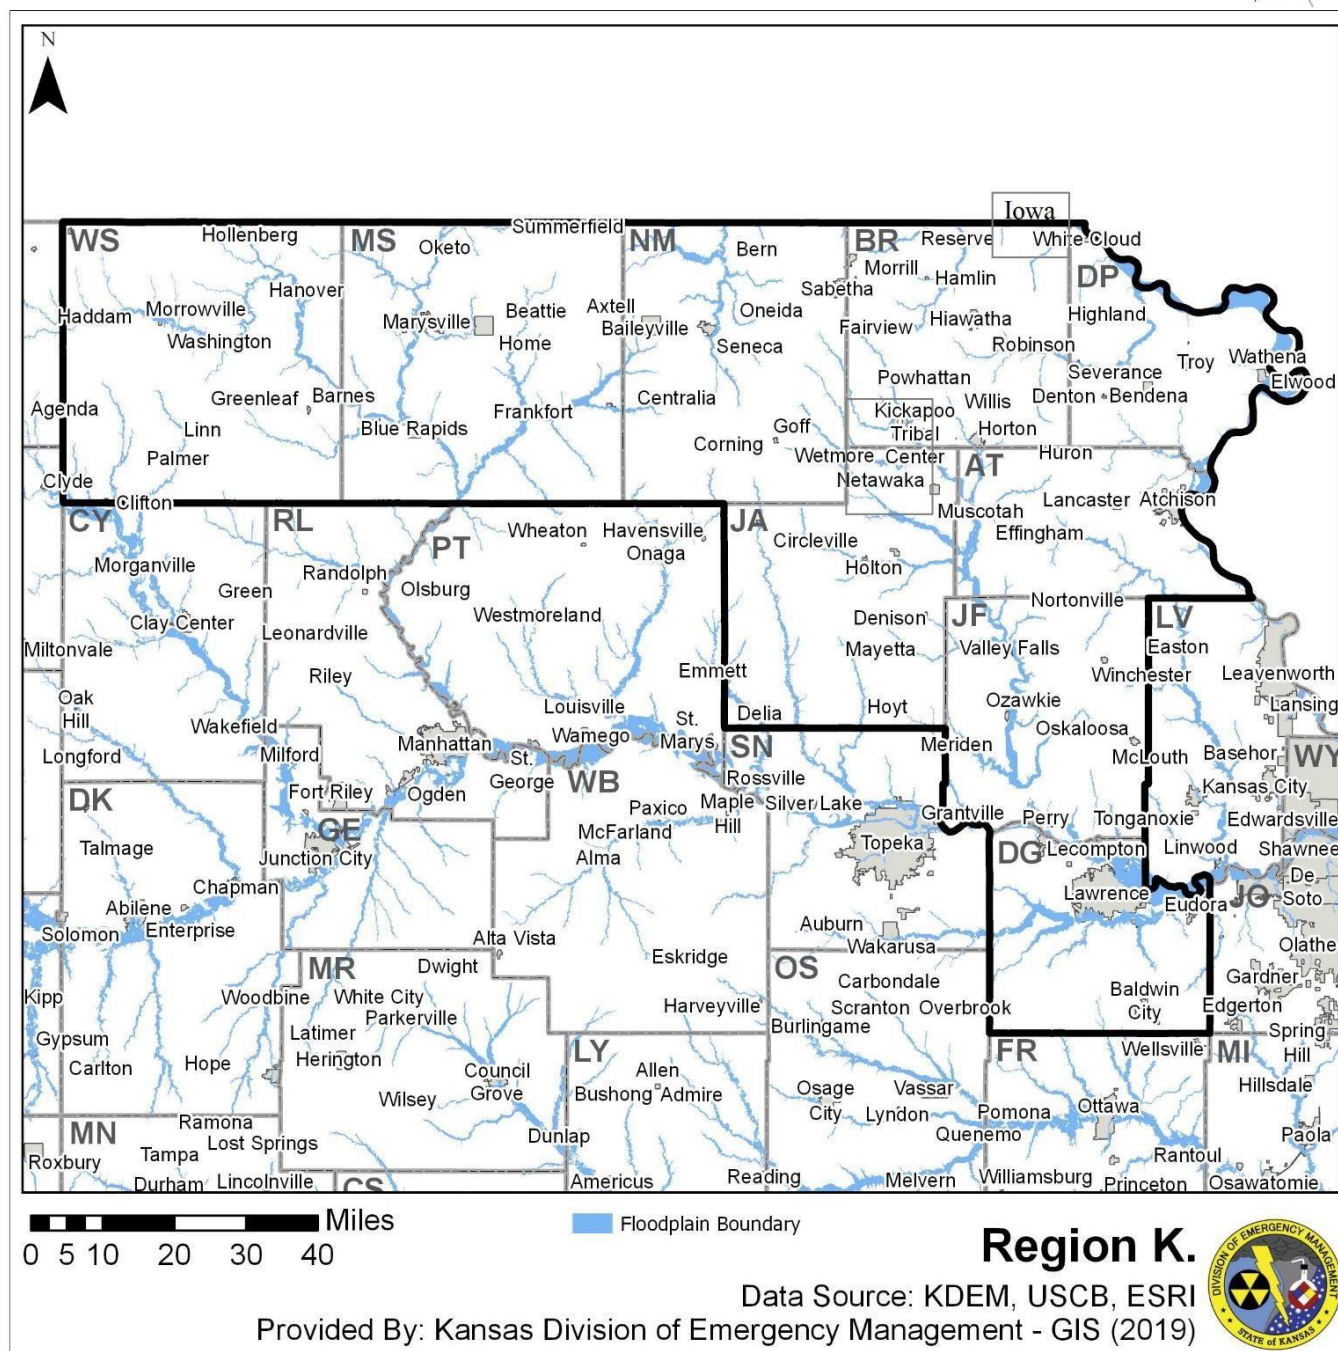 N
Iowa
WS
Hollenberg
MS
Oketo
Summerfield
NM
Bern
BR
Reserve
White Cloud
Morrill
Hamlin
DP
Hanover
Sabetha
Haddam
Morrowville
Marysville
Beattie
Axtell
Baileyville
Oneida
Fairview
Hiawatha
Highland
Washington
Home
Seneca
Robinson
Troy
Wathena
Elwood
Severance
Powhattan
Agenda
Greenleaf
Barnes
Frankfort
Centralia
Willis
Denton
Bendena
Kickapoo
Tribal
Center
Linn
Blue Rapids
Corning
Goff
Horton
Palmer
Wetmore
AT
Huron
Clyde
Netawaka
Clifton
Muscotah
Lancaster
Atchison
CY
RL
PT
Wheaton
Havensville
JA
Circleville
Effingham
Morganville
Randolph
Onaga
Holton
Green
Olsburg
Westmoreland
Nortonville
Clay Center
Leonardville
Denison
JF
LV
Miltonvale
Mayetta
Valley Falls
Easton
Riley
Emmett
Winchester
Leavenworth
Oak
Hill
Louisville
Delia
Hoyt
Ozawkie
Lansing
Wakefield
Wamego
St.
Marys
Oskaloosa
Longford
Milford
Manhattan
St.
George
SN
Meriden
McLouth
Basehor
WY
DK
Fort Riley
Ogden
WB
Rossville
Kansas City
Paxico
Maple
Hill
Silver Lake
Grantville
Perry
Tonganoxie
Edwardsville
GE
McFarland
Topeka
DG
Lecompton
Linwood
Shawnee
Talmage
Junction City
Alma
Chapman
Lawrence
Eudora
JO
De
Soto
Abilene
Enterprise
Solomon
Auburn
Wakarusa
Alta Vista
Olathe
MR
Dwight
Eskridge
OS
Carbondale
Gardner
Kipp
Woodbine
White City
Parkerville
Harveyville
Scranton
Overbrook
Baldwin
City
Edgerton
Gypsum
Latimer
Burlingame
Spring
Hill
Carlton
Hope
Herington
LY
FR
Wellsville
MI
Council
Grove
Allen
Hillsdale
Bushong
Admire
Osage
City
Vassar
Wilsey
Lyndon
Pomona
Ottawa
MN
Ramona
Lost Springs
Dunlap
Quenemo
Paola
Roxbury
Tampa
Rantoul
Durham
Lincolnville
CS
Americus
Reading
Melvern
Williamsburg
Princeton
Osawatomie
Miles
0 5 10 20 30 40
Floodplain Boundary
Region K.
Data Source: KDEM, USCB, ESRI
Provided By: Kansas Division of Emergency Management - GIS (2019)
DIVISION OF EMERGENCY MANAGEMENT
STATE of KANSAS